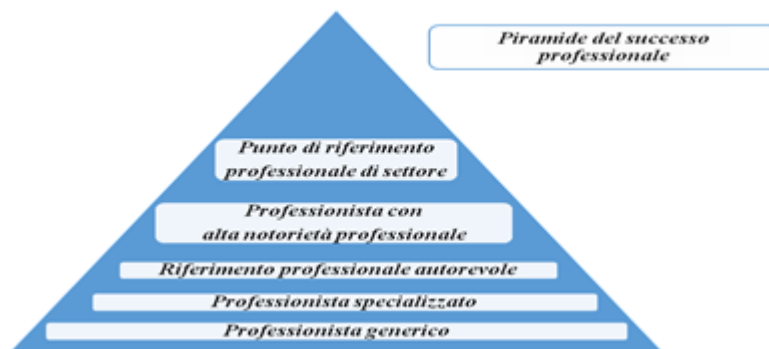 Piramide del successo
professionale
Punto di riferimento
professionale di settore
Professionista con
alta notorietà professionale
Riferimento professionale autorevole
Professionista specializzato
Professionista generico